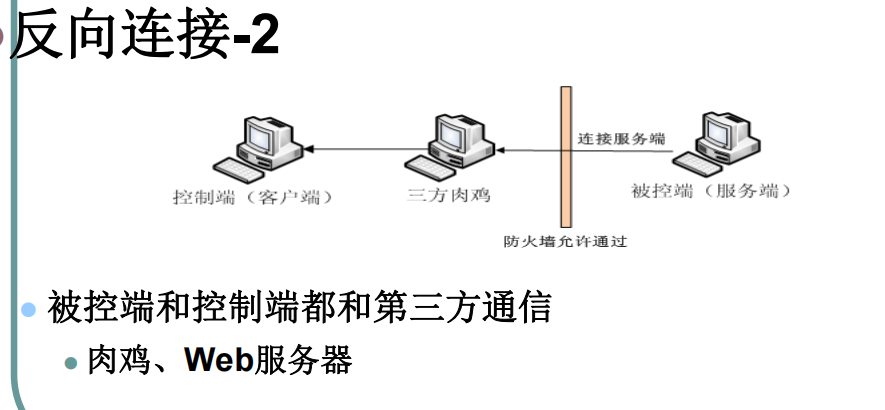 反向连接-2
连接服务端
控制端（客户端）
三方肉鸡
被控端（服务端）
防火墙允许通过
被控端和控制端都和第三方通信
肉鸡、Web服务器